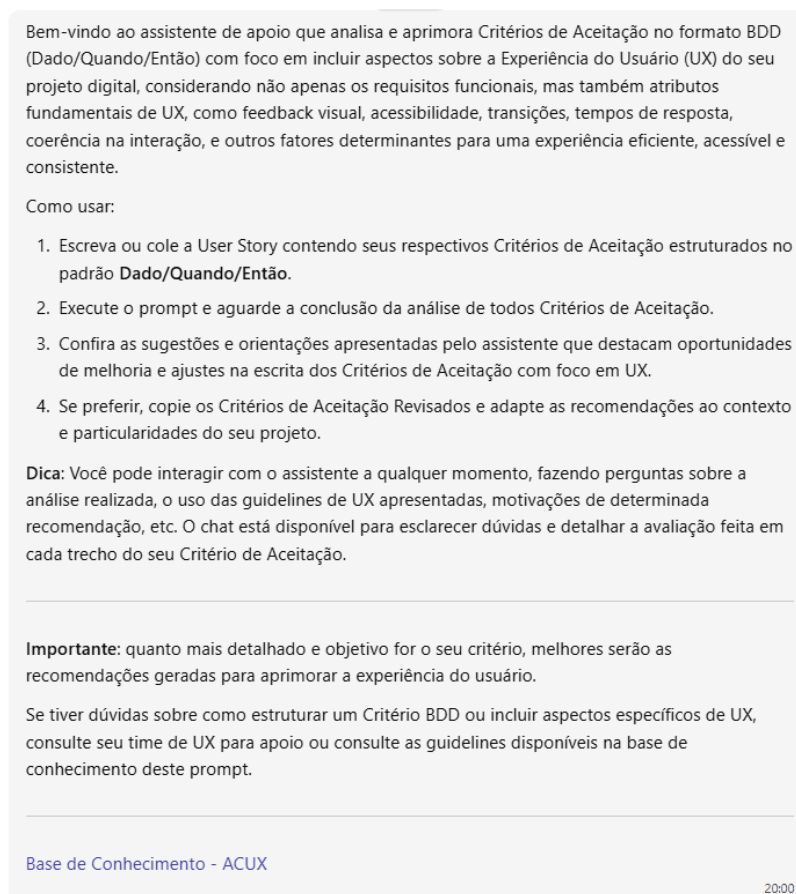 Bem-vindo ao assistente de apoio que analisa e aprimora Critérios de Aceitação no formato BDD
(Dado/Quando/Então) com foco em incluir aspectos sobre a Experiência do Usuário (UX) do seu
projeto digital, considerando não apenas os requisitos funcionais, mas também atributos
fundamentais de UX, como feedback visual, acessibilidade, transições, tempos de resposta,
coerência na interação, e outros fatores determinantes para uma experiência eficiente, acessível e
consistente.
Como usar:
1. Escreva ou cole a User Story contendo seus respectivos Critérios de Aceitação estruturados no
padrão Dado/Quando/Então.
2. Execute o prompt e aguarde a conclusão da análise de todos Critérios de Aceitação.
3. Confira as sugestões e orientações apresentadas pelo assistente que destacam oportunidades
de melhoria e ajustes na escrita dos Critérios de Aceitação com foco em UX.
4. Se preferir, copie os Critérios de Aceitação Revisados e adapte as recomendações ao contexto
e particularidades do seu projeto.
Dica: Você pode interagir com o assistente a qualquer momento, fazendo perguntas sobre a
análise realizada, o uso das guidelines de UX apresentadas, motivações de determinada
recomendação, etc. O chat está disponível para esclarecer dúvidas e detalhar a avaliação feita em
cada trecho do seu Critério de Aceitação.
Importante: quanto mais detalhado e objetivo for o seu critério, melhores serão as
recomendações geradas para aprimorar a experiência do usuário.
Se tiver dúvidas sobre como estruturar um Critério BDD ou incluir aspectos específicos de UX,
consulte seu time de UX para apoio ou consulte as guidelines disponíveis na base de
conhecimento deste prompt.
Base de Conhecimento - ACUX
20:00